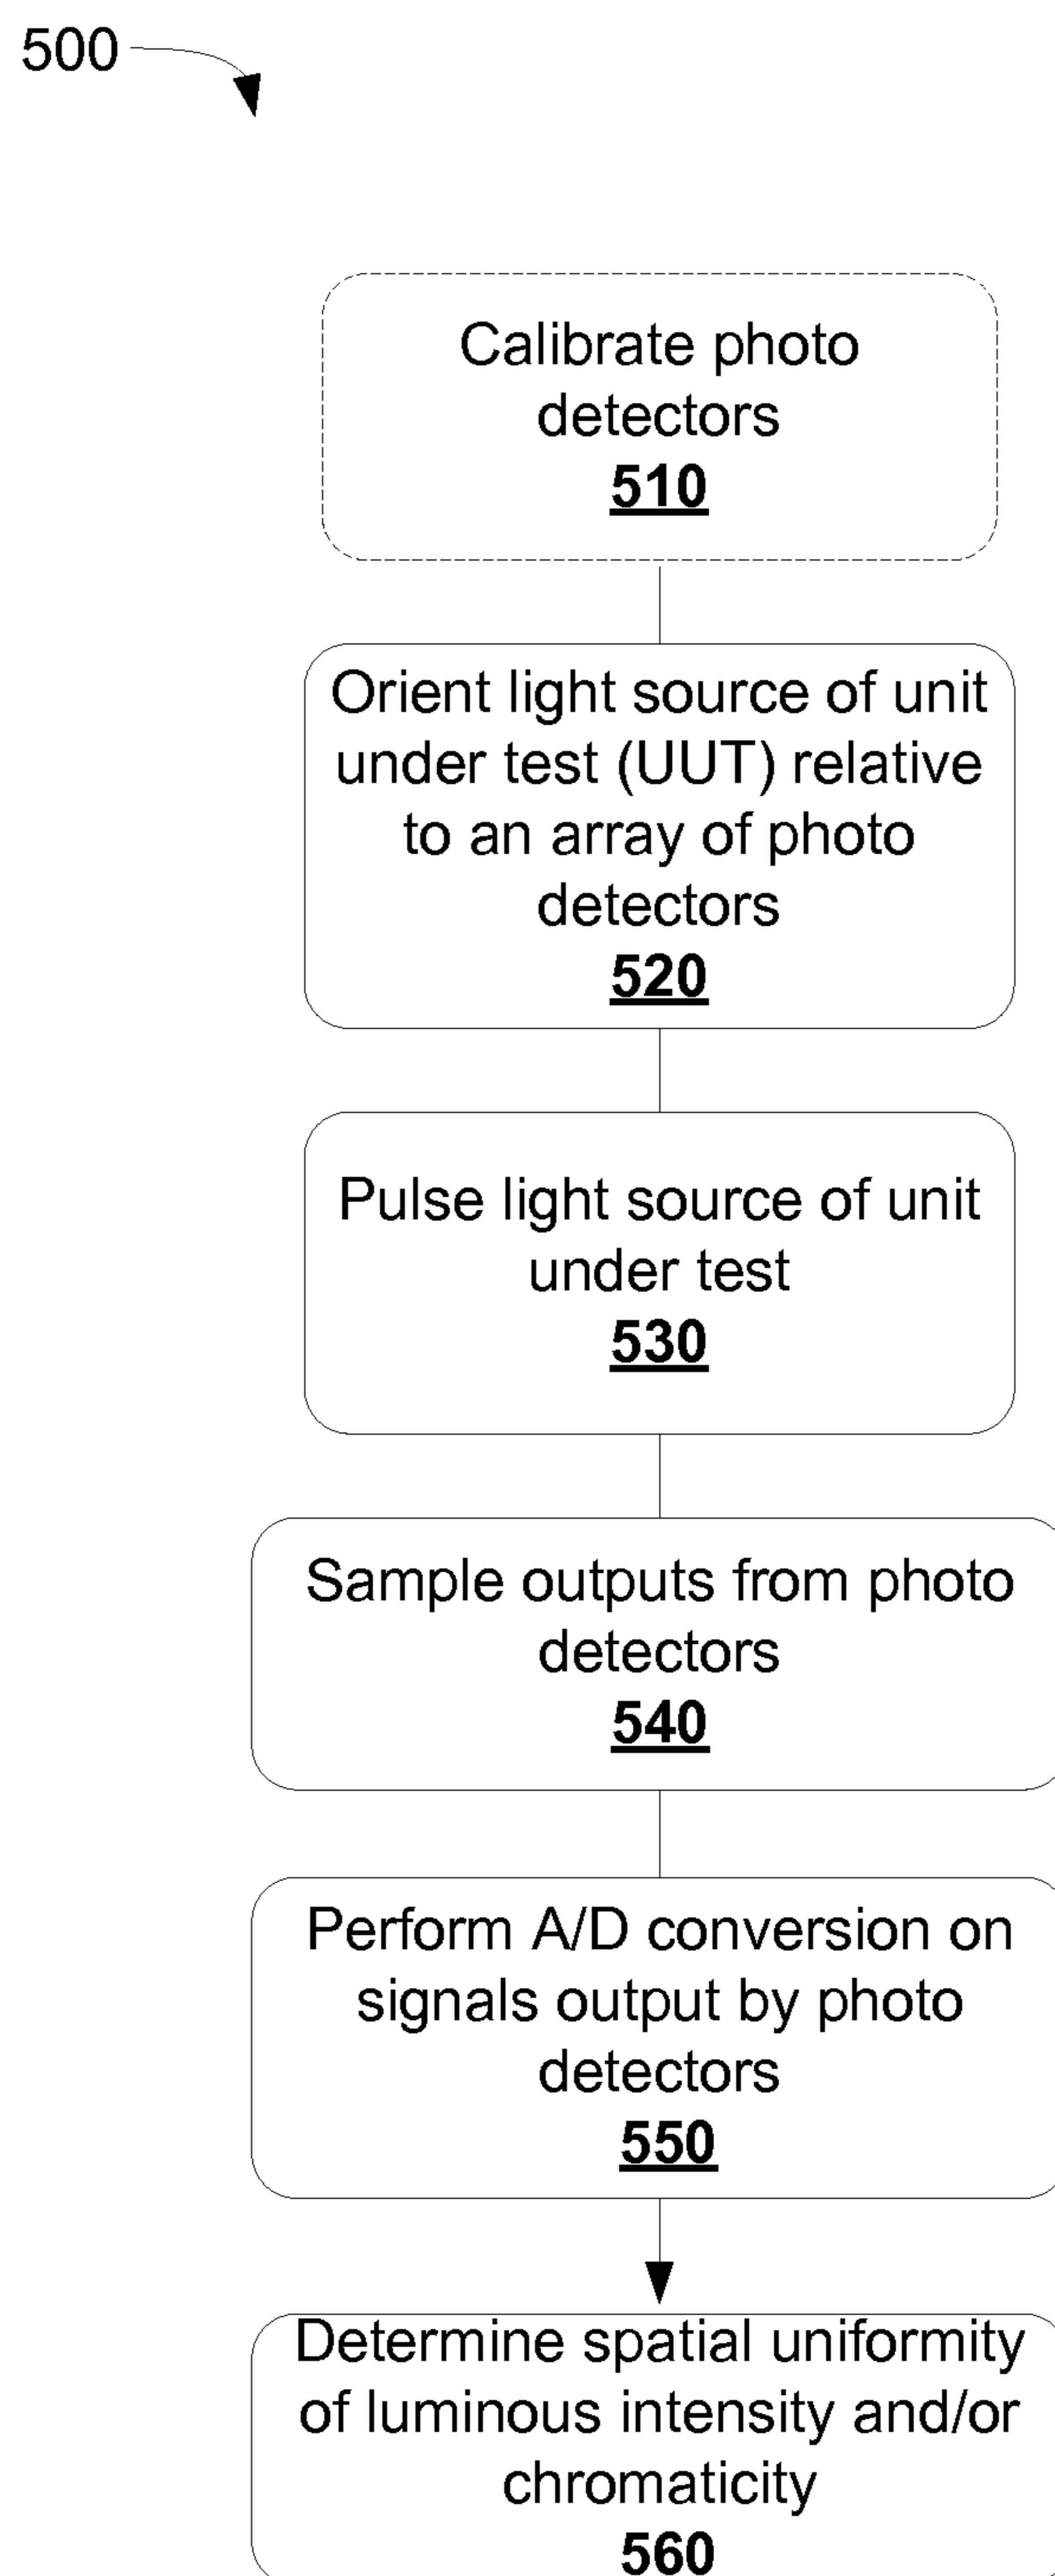 500
Calibrate photo
detectors
510
Orient light source of unit
under test (UUT) relative
to an array of photo
detectors
520
Pulse light source of unit
under test
530
Sample outputs from photo
detectors
540
Perform A/D conversion on
signals output by photo
detectors
550
Determine spatial uniformity
of luminous intensity and/or
chromaticity
560